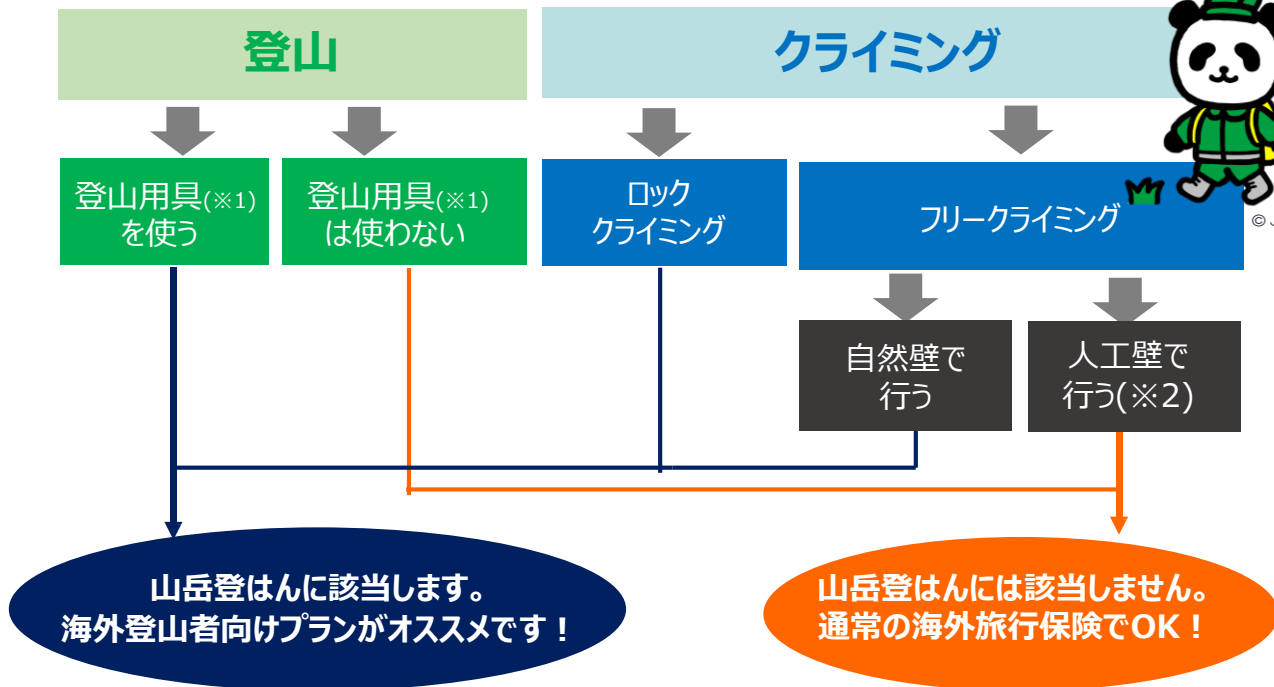 登山
クライミング
登山用具(※1)
を使う
登山用具(※1)
は使わない
ロック
クライミング
フリークライミング
©J
自然壁で
行う
人工壁で
行う(※2)
山岳登はんに該当します。
海外登山者向けプランがオススメです！
山岳登はんには該当しません。
通常の海外旅行保険でOK！